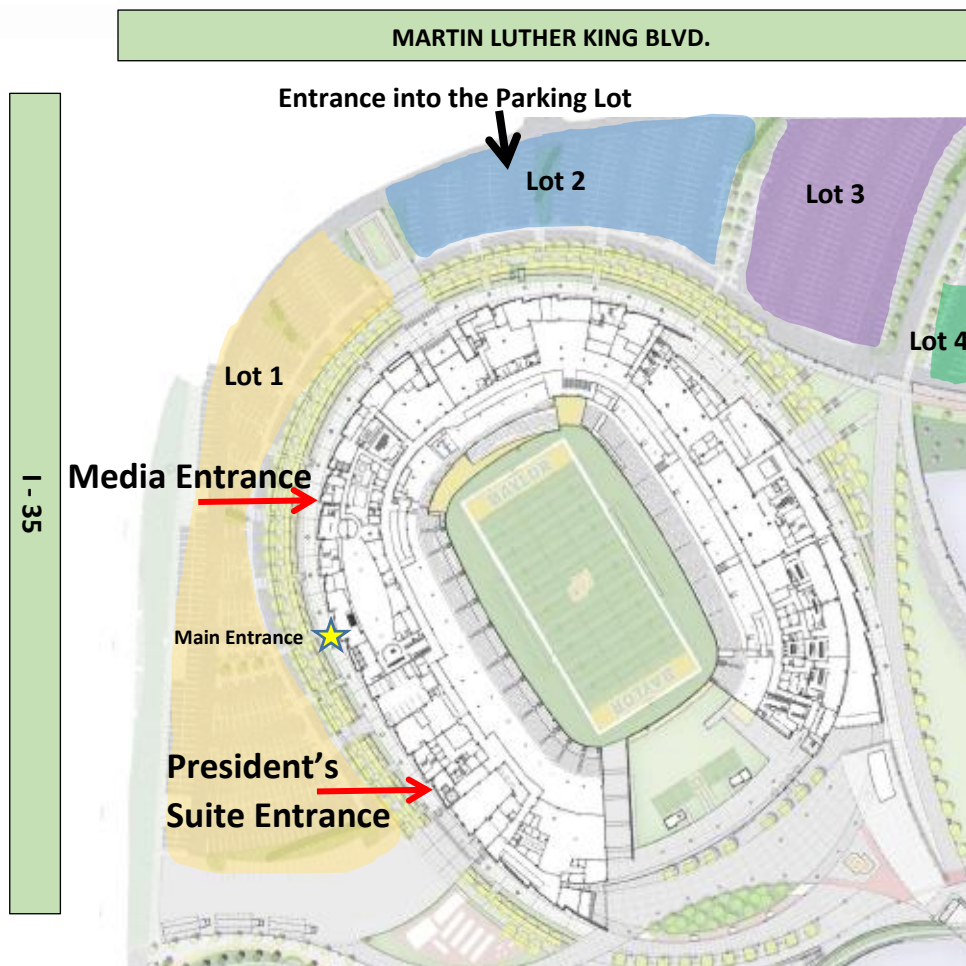 MARTIN LUTHER KING BLVD.
Entrance into the Parking Lot
Lot 2
Lot 3
Lot 4
Lot 1
I - 35
Media Entrance
BAYLOR
Main Entrance
BAYLOR
President’s
Suite Entrance